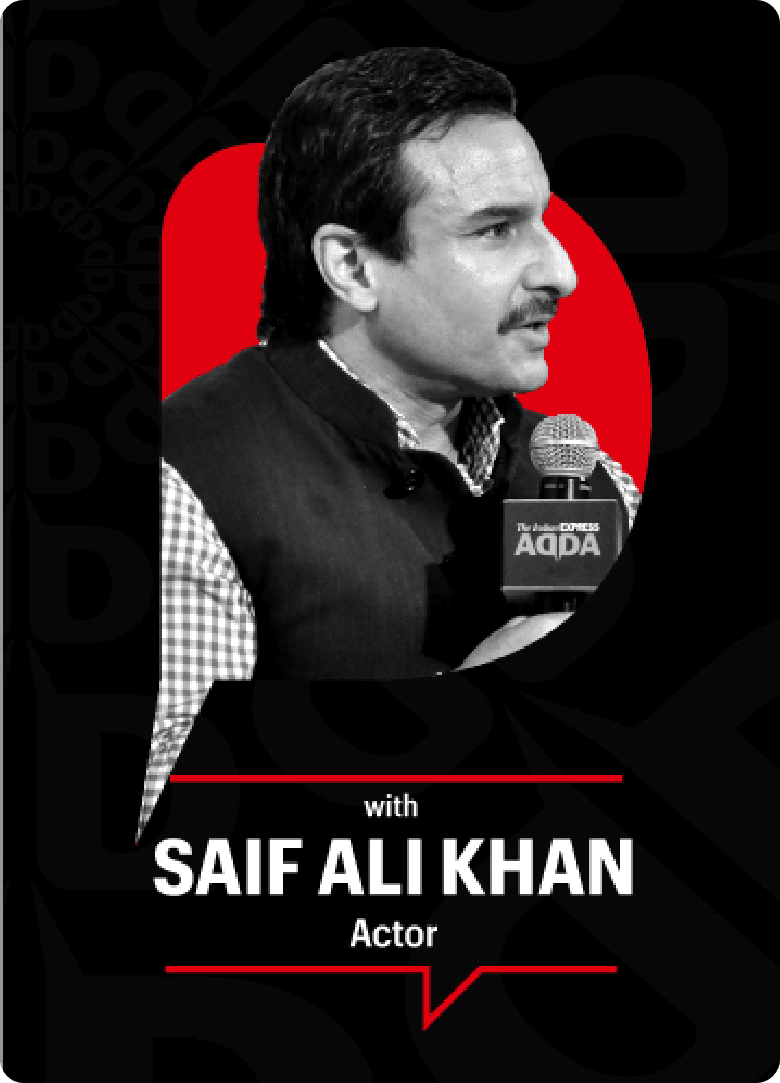 The Indian EXPRESS
ADDA
with
SAIF ALI KHAN
Actor